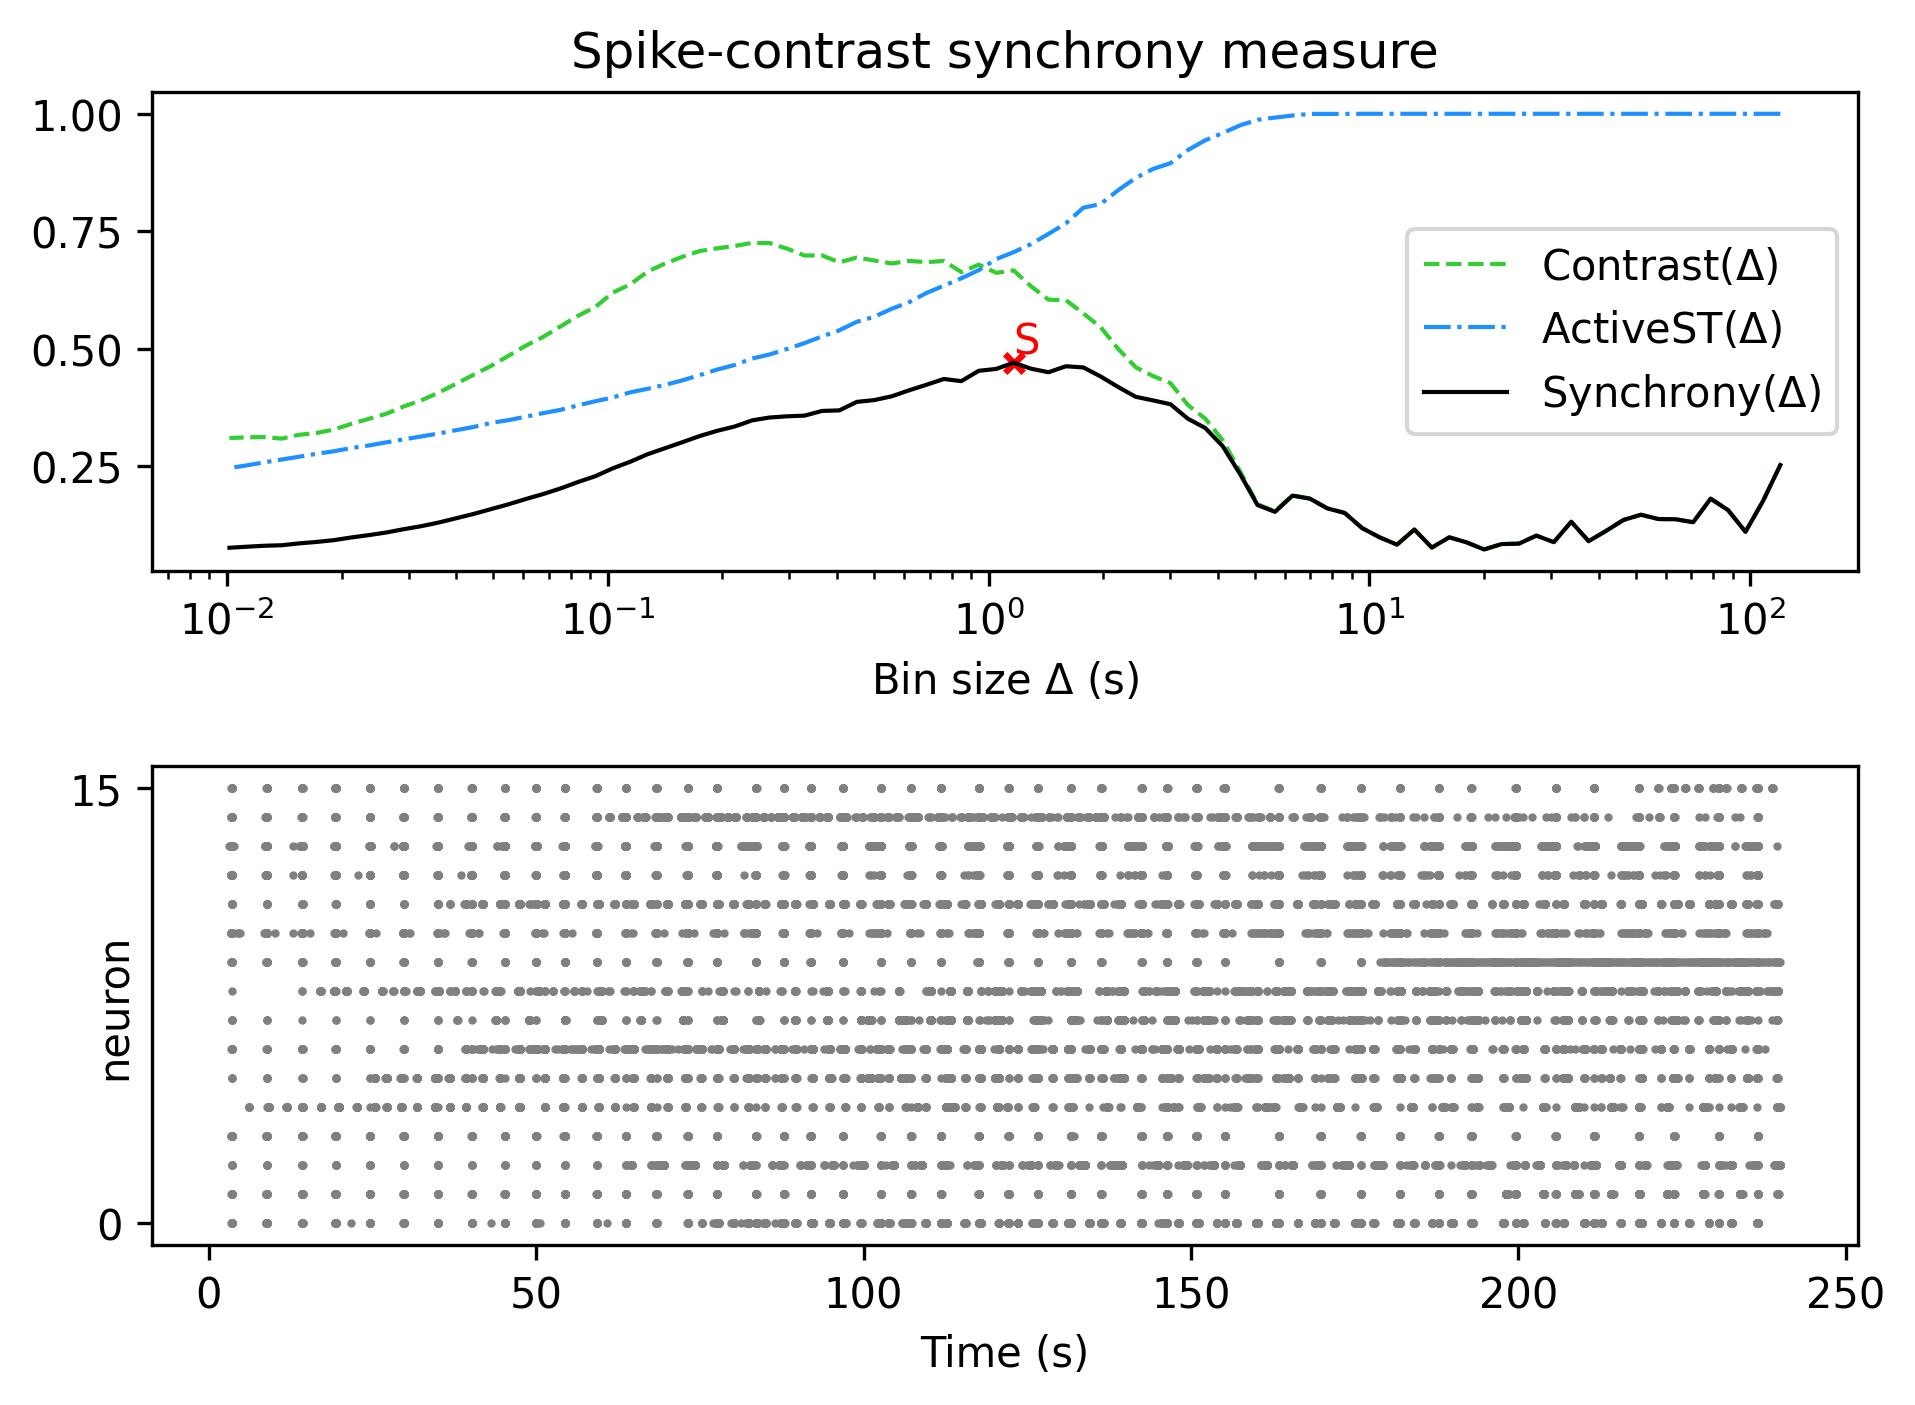 Spike-contrast synchrony measure
1.00
0.75
0.50
0.25
S
Contrast(Δ)
ActiveST(Δ)
Synchrony(Δ)
10⁻² 10⁻¹ 10⁰ 10¹ 10²
Bin size Δ (s)
15
neuron
0
0 50 100 150 200 250
Time (s)